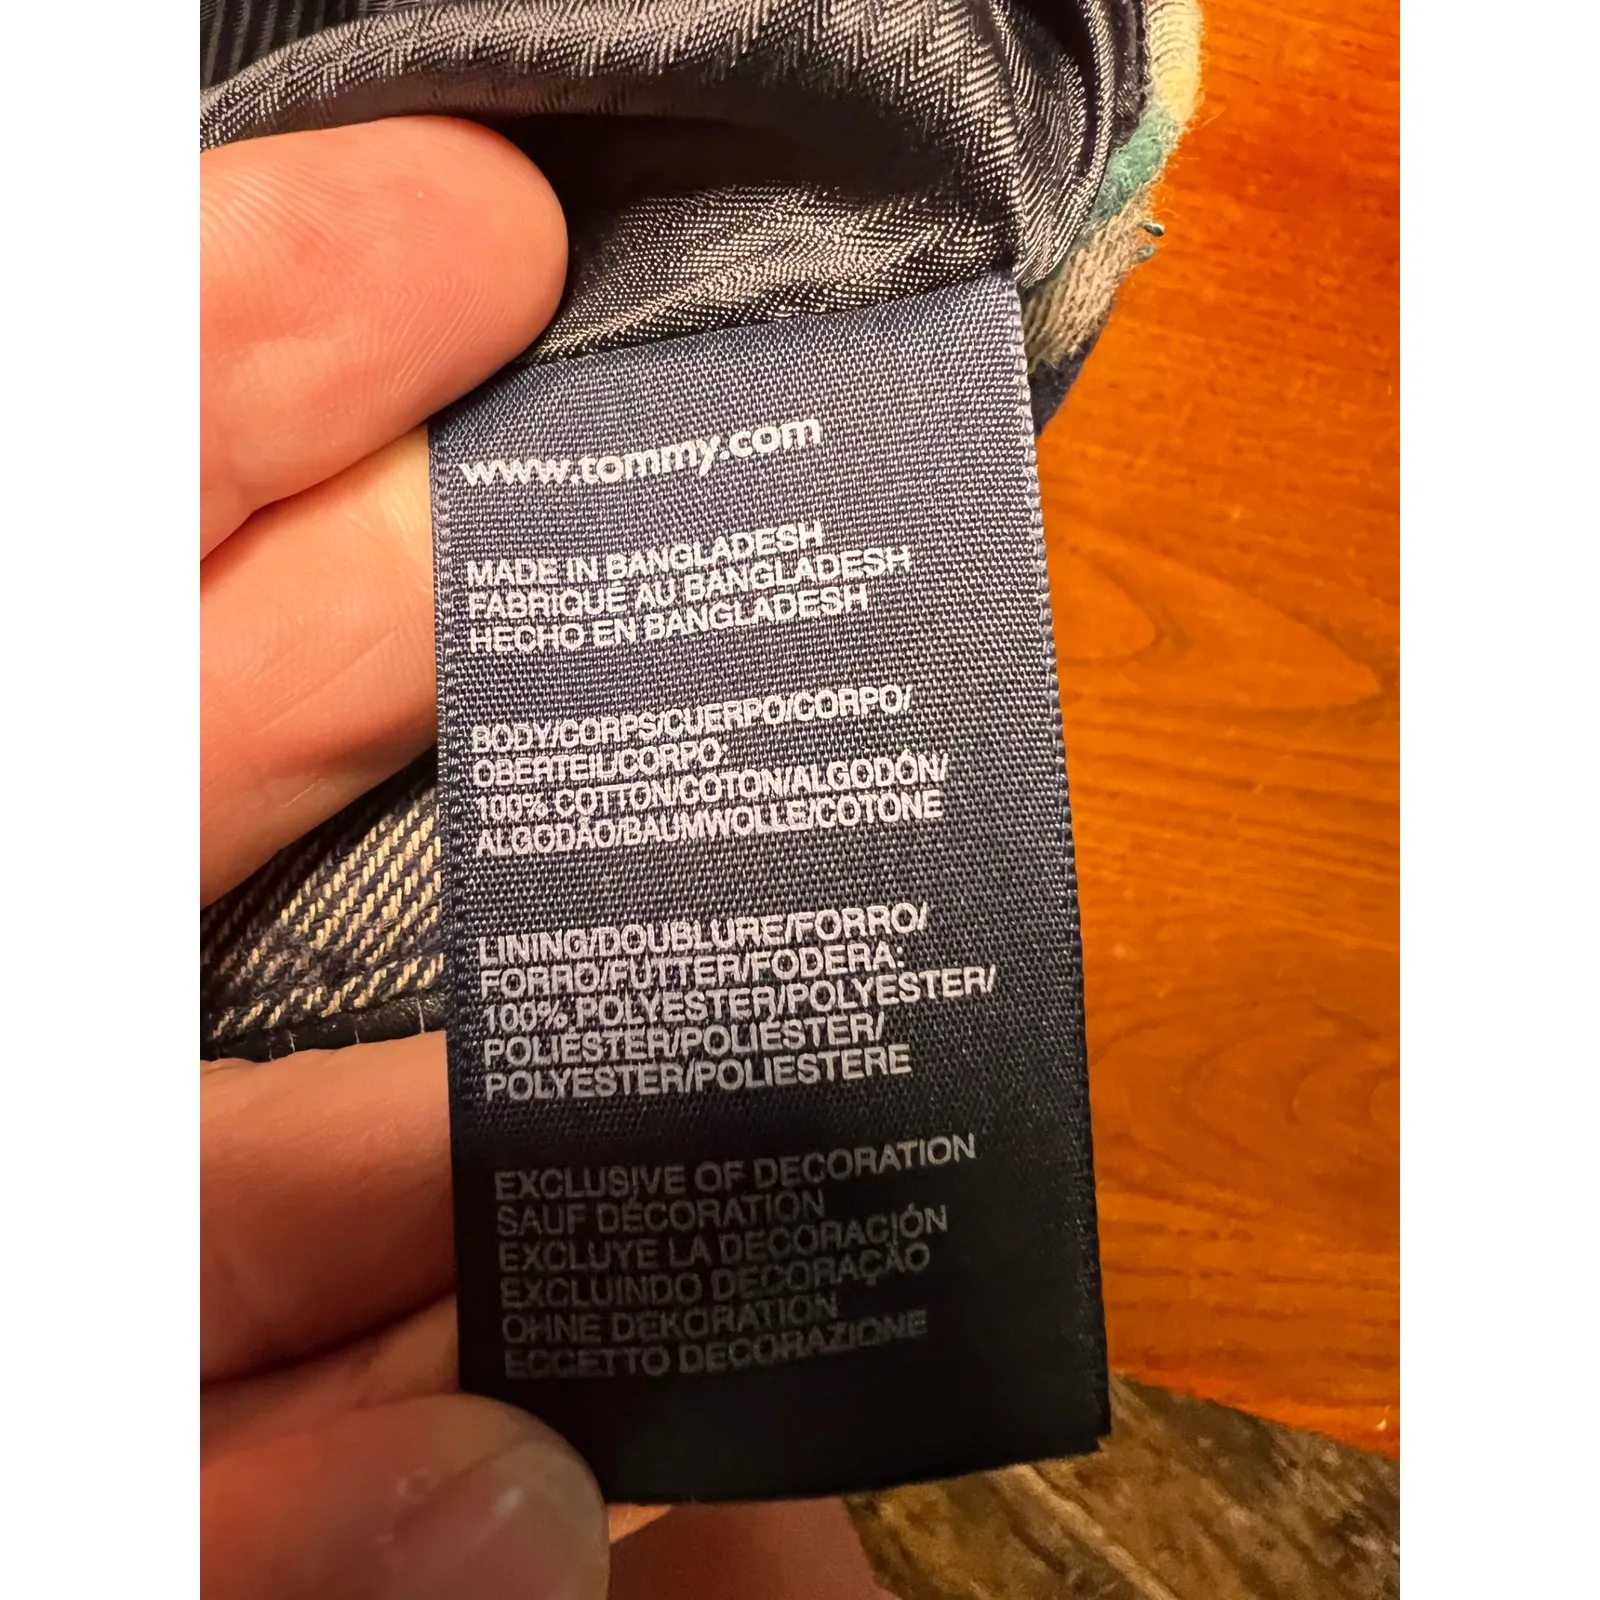 www.tommy.com
MADE IN BANGLADESH
FABRIQUÉ AU BANGLADESH
HECHO EN BANGLADESH
BODY/CORPS/CUERPO/CORPO/
OBERTEIL/CORPO:
100% COTTON/COTON/ALGODÓN/
ALGODÃO/BAUMWOLLE/COTONE
LINING/DOUBLURE/FORRO/
FORRO/FUTTER/FODERA:
100% POLYESTER/POLYESTER/
POLIÉSTER/POLIÉSTER/
POLYESTER/POLIESTERE
EXCLUSIVE OF DECORATION
SAUF DÉCORATION
EXCLUYE LA DECORACIÓN
EXCLUINDO DECORAÇÃO
OHNE DEKORATION
ECCETTO DECORAZIONE